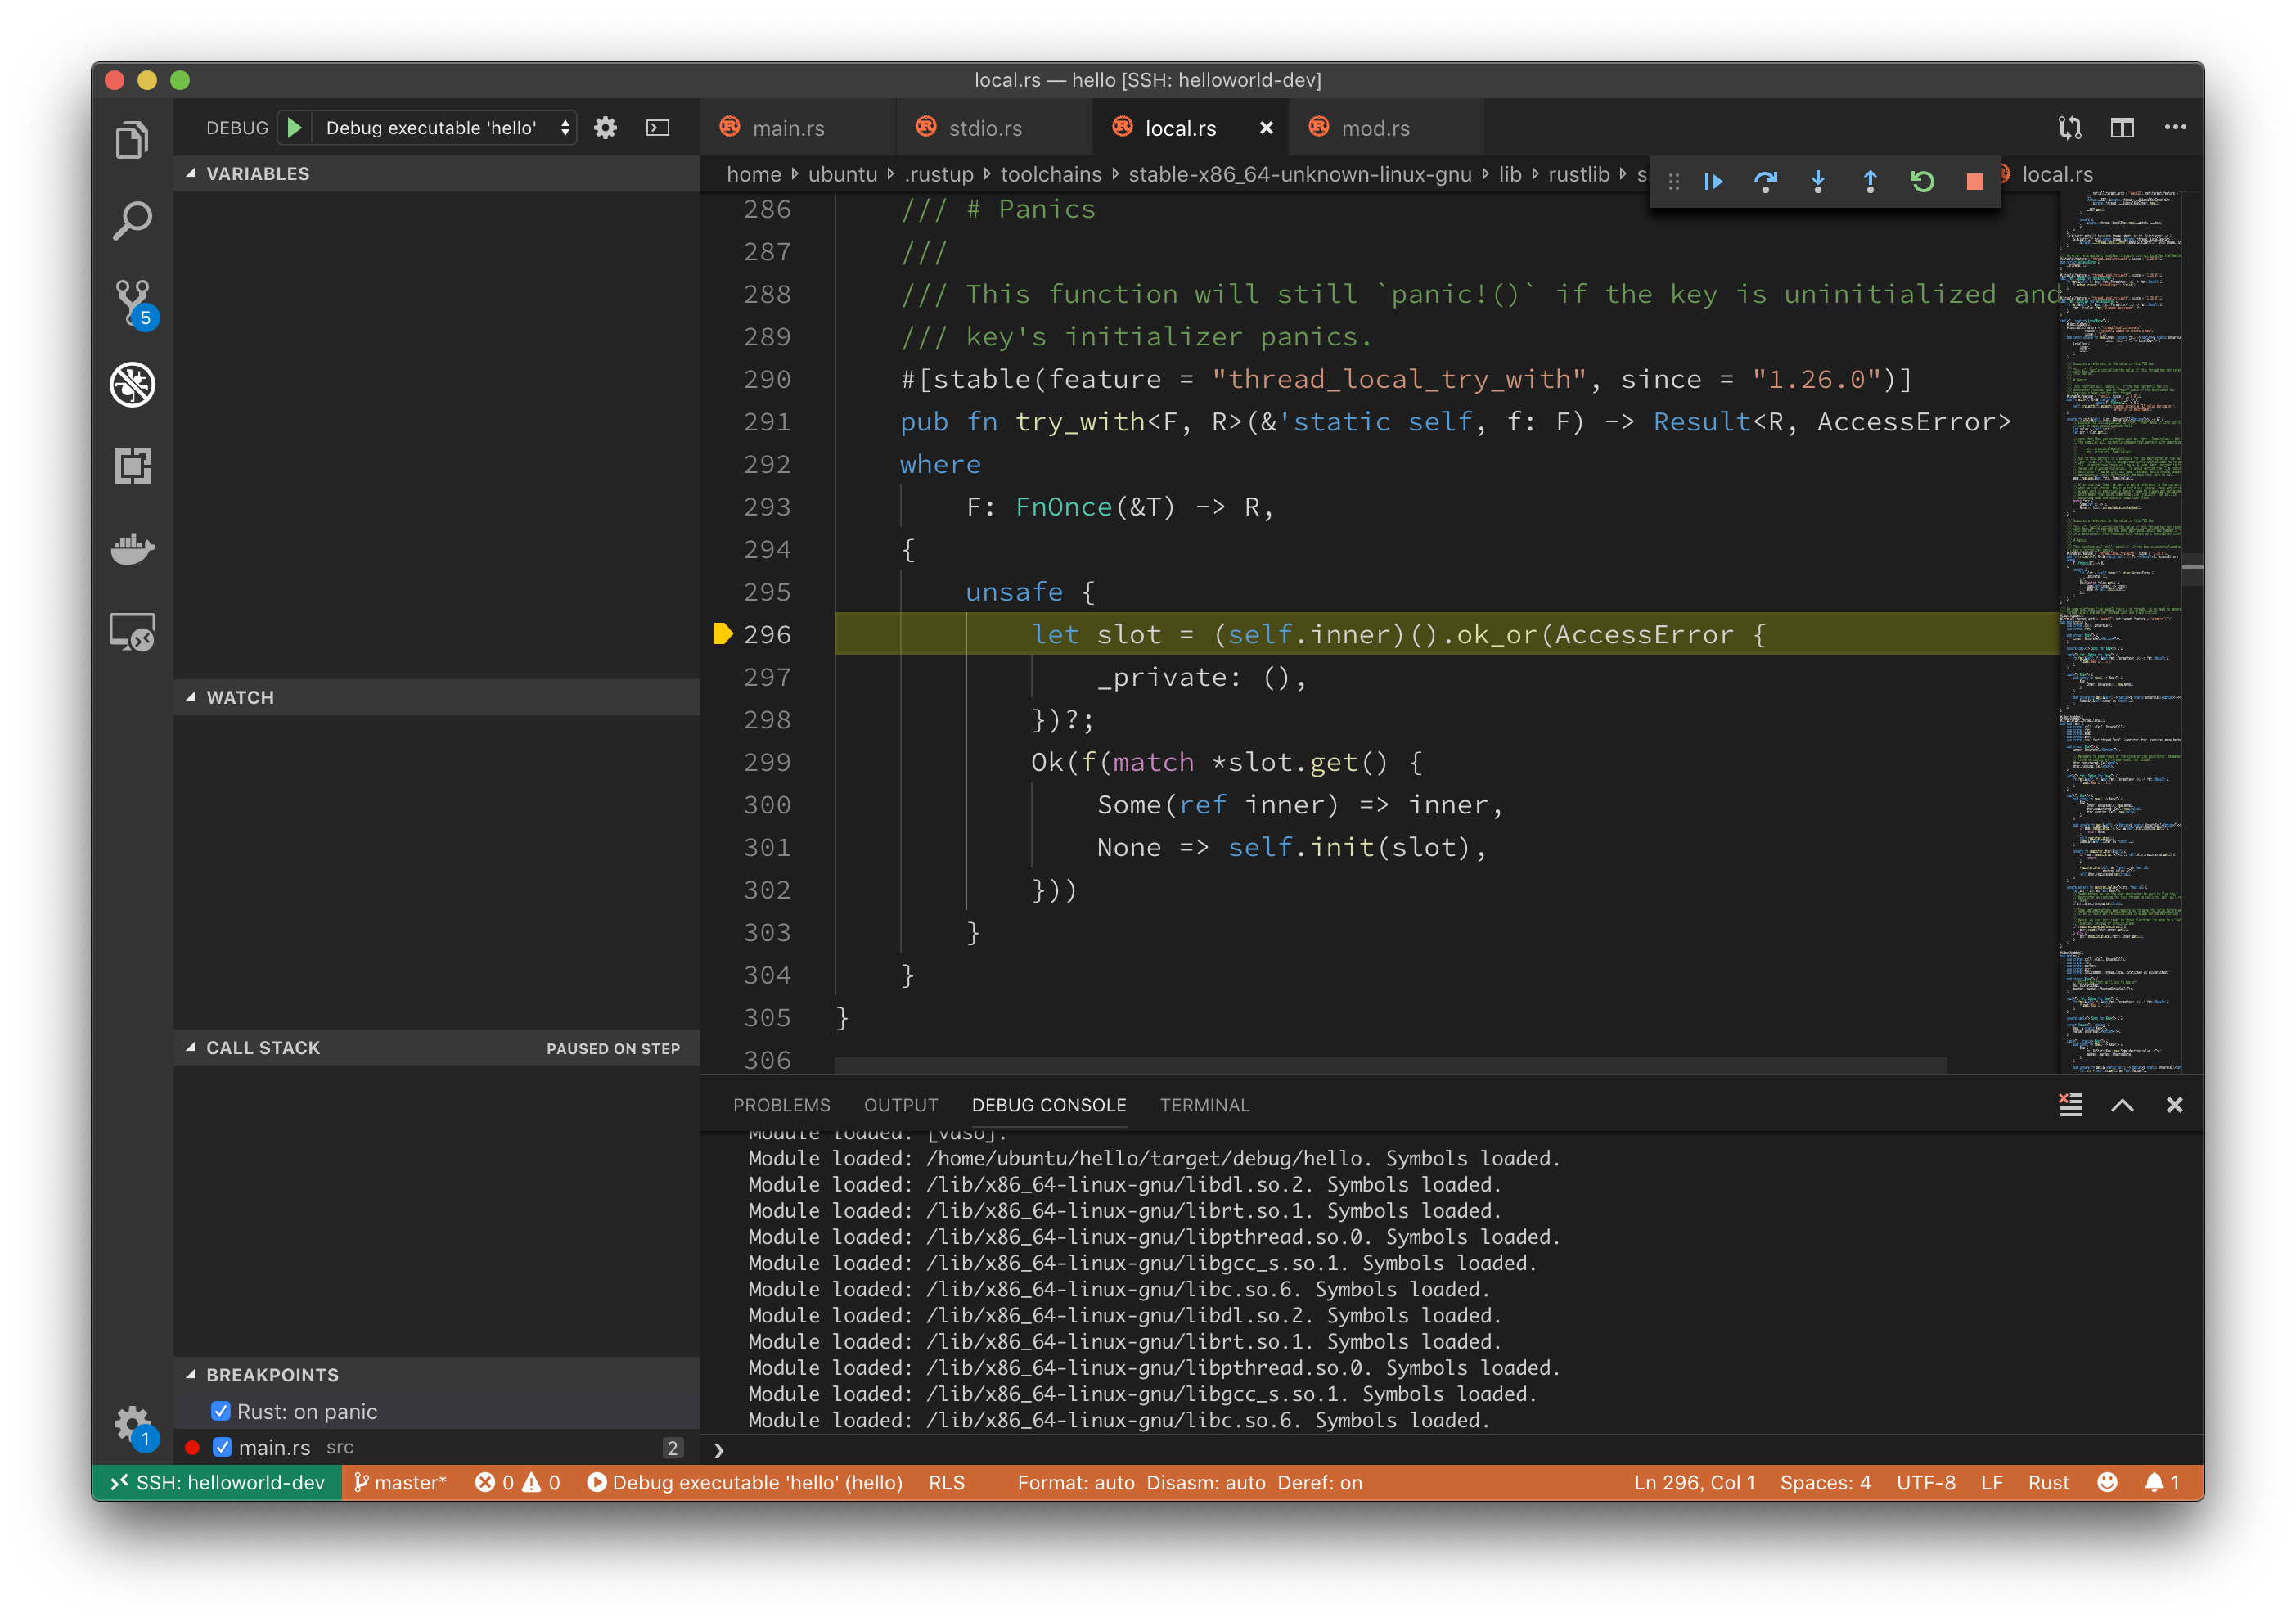 local.rs — hello [SSH: helloworld-dev]
DEBUG Debug executable 'hello'
main.rs stdio.rs local.rs mod.rs
VARIABLES
home ubuntu .rustup toolchains stable-x86_64-unknown-linux-gnu lib rustlib local.rs
286 /// # Panics
287 ///
288 /// This function will still `panic!()` if the key is uninitialized and
289 /// key's initializer panics.
290 #[stable(feature = "thread_local_try_with", since = "1.26.0")]
291 pub fn try_with<F, R>(&'static self, f: F) -> Result<R, AccessError>
292 where
293 F: FnOnce(&T) -> R,
294 {
295 unsafe {
296 let slot = (self.inner)().ok_or(AccessError {
297 _private: (),
298 })?;
299 Ok(f(match *slot.get() {
300 Some(ref inner) => inner,
301 None => self.init(slot),
302 }))
303 }
304 }
305 }
306
5
WATCH
CALL STACK PAUSED ON STEP
BREAKPOINTS
Rust: on panic
main.rs src 2
1
PROBLEMS OUTPUT DEBUG CONSOLE TERMINAL
Module loaded: [vdso].
Module loaded: /home/ubuntu/hello/target/debug/hello. Symbols loaded.
Module loaded: /lib/x86_64-linux-gnu/libdl.so.2. Symbols loaded.
Module loaded: /lib/x86_64-linux-gnu/librt.so.1. Symbols loaded.
Module loaded: /lib/x86_64-linux-gnu/libpthread.so.0. Symbols loaded.
Module loaded: /lib/x86_64-linux-gnu/libgcc_s.so.1. Symbols loaded.
Module loaded: /lib/x86_64-linux-gnu/libc.so.6. Symbols loaded.
Module loaded: /lib/x86_64-linux-gnu/libdl.so.2. Symbols loaded.
Module loaded: /lib/x86_64-linux-gnu/librt.so.1. Symbols loaded.
Module loaded: /lib/x86_64-linux-gnu/libpthread.so.0. Symbols loaded.
Module loaded: /lib/x86_64-linux-gnu/libgcc_s.so.1. Symbols loaded.
Module loaded: /lib/x86_64-linux-gnu/libc.so.6. Symbols loaded.
SSH: helloworld-dev master* 0 0 Debug executable 'hello' (hello) RLS Format: auto Disasm: auto Deref: on Ln 296, Col 1 Spaces: 4 UTF-8 LF Rust 1